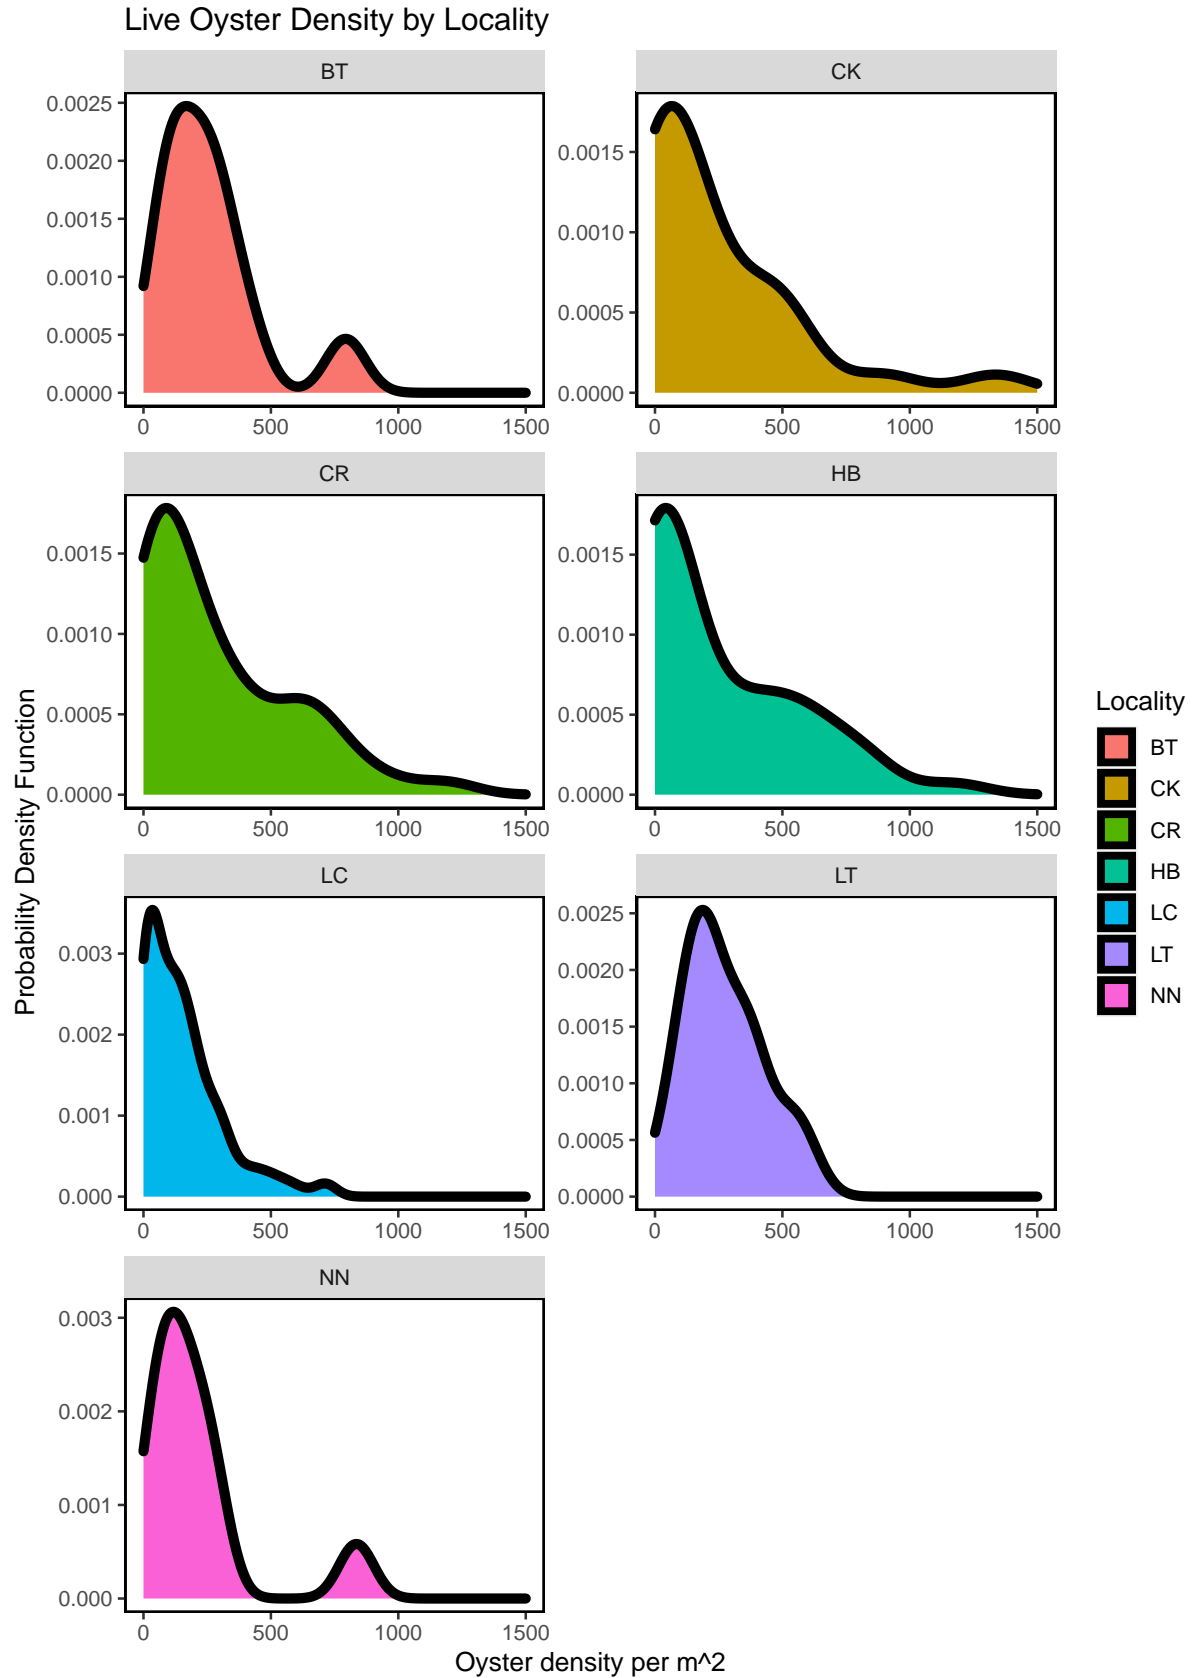 Live Oyster Density by Locality
BT
CK
0.0025
0.0020
0.0015
0.0010
0.0005
0.0000
0.0015
0.0010
0.0005
0.0000
0 500 1000 1500
0 500 1000 1500
CR
HB
0.0015
0.0010
0.0005
0.0000
0.0015
0.0010
0.0005
0.0000
0 500 1000 1500
0 500 1000 1500
LC
LT
0.003
0.002
0.001
0.000
0.0025
0.0020
0.0015
0.0010
0.0005
0.0000
0 500 1000 1500
0 500 1000 1500
NN
0.003
0.002
0.001
0.000
0 500 1000 1500
Probability Density Function
Oyster density per m^2
Locality
BT
CK
CR
HB
LC
LT
NN